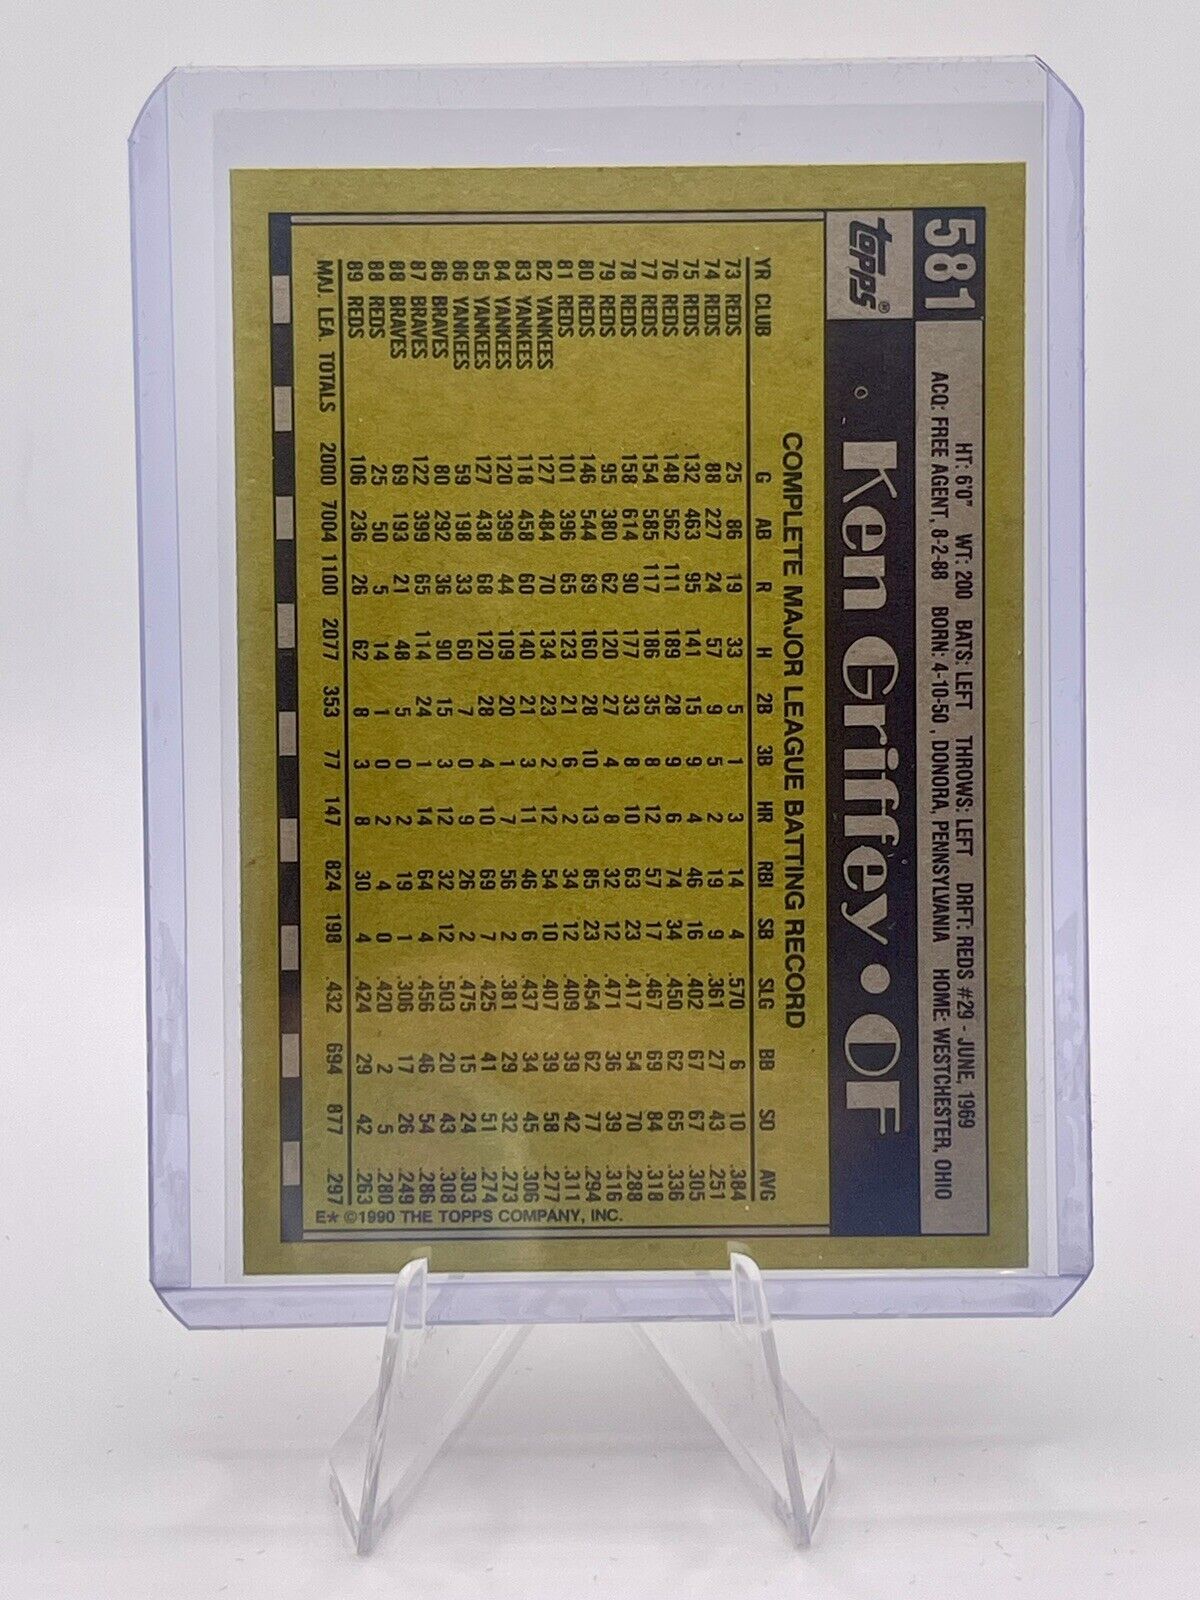 581
HT: 6'0" WT: 200 BATS: LEFT THROWS: LEFT DRFT: REDS #29 - JUNE, 1969
ACQ: FREE AGENT, 8-2-88 BORN: 4-10-50, DONORA, PENNSYLVANIA HOME: WESTCHESTER, OHIO
TOPPS® Ken Griffey • OF
COMPLETE MAJOR LEAGUE BATTING RECORD
YR CLUB G AB R H 2B 3B HR RBI SB SLG BB SO AVG
73 REDS 25 86 19 33 5 1 3 14 4 .570 6 10 .384
74 REDS 88 227 24 57 9 5 2 19 9 .361 27 43 .251
75 REDS 132 463 95 141 15 9 4 46 16 .402 67 67 .305
76 REDS 148 562 111 189 28 9 6 74 34 .450 62 65 .336
77 REDS 154 585 117 186 35 8 12 57 17 .467 69 84 .318
78 REDS 158 614 90 177 33 8 10 63 23 .417 54 70 .288
79 REDS 95 380 62 120 27 4 8 32 12 .471 36 39 .316
80 REDS 146 544 89 160 28 10 13 85 23 .454 62 77 .294
81 REDS 101 396 65 123 21 6 2 34 12 .409 39 42 .311
82 YANKEES 127 484 70 134 23 2 12 54 10 .407 39 58 .277
83 YANKEES 118 458 60 140 21 3 11 46 6 .437 34 45 .306
84 YANKEES 120 399 44 109 20 1 7 56 2 .381 29 32 .273
85 YANKEES 127 438 68 120 28 4 10 69 7 .425 41 51 .274
86 YANKEES 59 198 33 60 7 0 9 26 2 .475 15 24 .303
86 BRAVES 80 292 36 90 15 3 12 32 12 .503 20 43 .308
87 BRAVES 122 399 65 114 24 1 14 64 4 .456 46 54 .286
88 BRAVES 69 193 21 48 5 0 2 19 1 .306 17 26 .249
88 REDS 25 50 5 14 1 0 2 4 0 .420 2 5 .280
89 REDS 106 236 26 62 8 3 8 30 4 .424 29 42 .263
MAJ. LEA. TOTALS 2000 7004 1100 2077 353 77 147 824 198 .432 694 877 .297
E* ©1990 THE TOPPS COMPANY, INC.